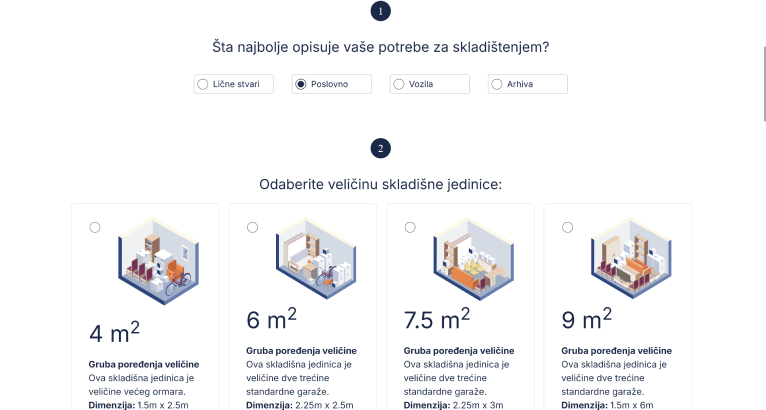 1
Šta najbolje opisuje vaše potrebe za skladištenjem?
Lične stvari
Poslovno
Vozila
Arhiva
2
Odaberite veličinu skladišne jedinice:
4 m²
Gruba poređenja veličine
Ova skladišna jedinica je
veličine većeg ormara.
Dimenzija: 1.5m x 2.5m
6 m²
Gruba poređenja veličine
Ova skladišna jedinica je
veličine dve trećine
standardne garaže.
Dimenzija: 2.25m x 2.5m
7.5 m²
Gruba poređenja veličine
Ova skladišna jedinica je
veličine dve trećine
standardne garaže.
Dimenzija: 2.25m x 3m
9 m²
Gruba poređenja veličine
Ova skladišna jedinica je
veličine dve trećine
standardne garaže.
Dimenzija: 1.5m x 6m